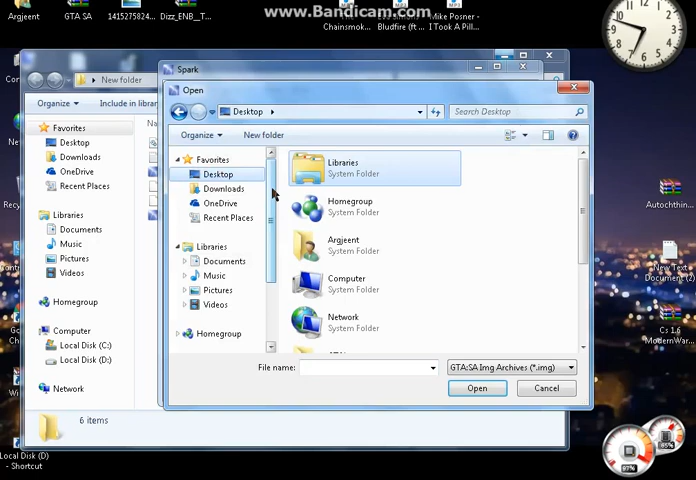 www.Bandicam.com
Argjeent
GTA SA
1415275824...
Dizz_ENB__T...
Chainsmok...
Bludfire (ft ...
Mike Posner -
I Took A Pill...
New folder
Spark
Open
Desktop
Search Desktop
Organize
Include in librar
Organize
New folder
Favorites
Desktop
Downloads
OneDrive
Recent Places
Libraries
Documents
Music
Pictures
Videos
Homegroup
Computer
Local Disk (C:)
Local Disk (D:)
Network
6 items
Favorites
Desktop
Downloads
OneDrive
Recent Places
Libraries
Documents
Music
Pictures
Videos
Homegroup
Libraries
System Folder
Homegroup
System Folder
Argjeent
System Folder
Computer
System Folder
Network
System Folder
File name:
GTA:SA Img Archives (*.img)
Open
Cancel
Autochthin...
New Text
Document (2)
Cs 1.6
ModernWar...
Local Disk (D)
- Shortcut
97%